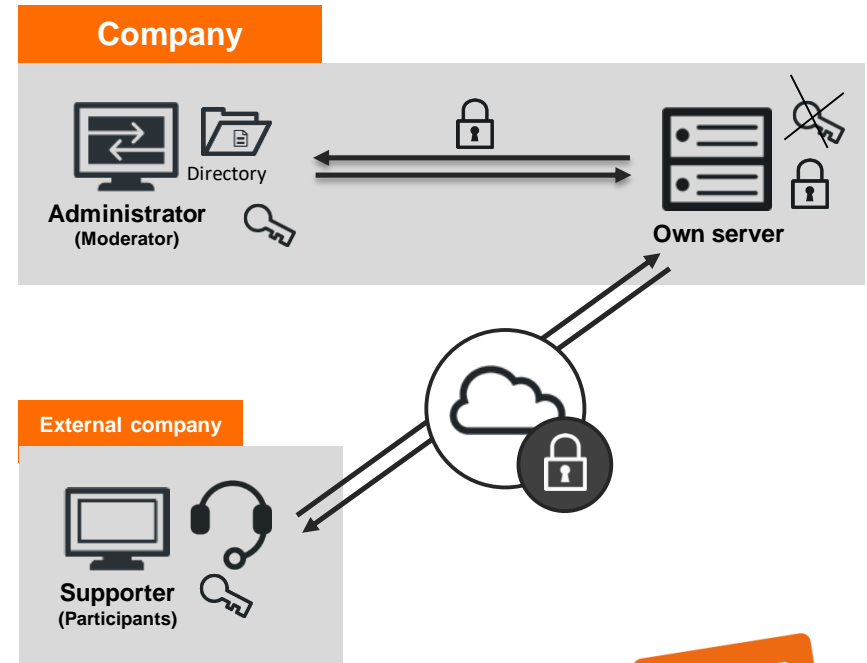 Company
Directory
Administrator
(Moderator)
Own server
External company
Supporter
(Participants)